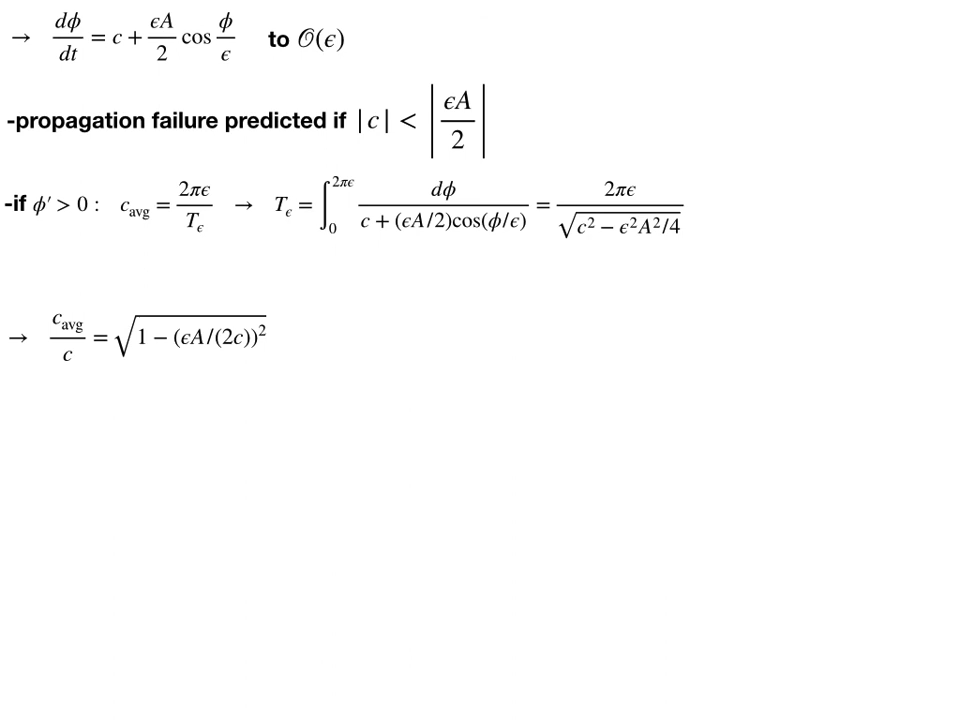 → dϕ/dt = c + ϵA/2 cos ϕ/ϵ to 𝒪(ϵ)
-propagation failure predicted if |c| < |ϵA/2|
-if ϕ′ > 0 : c_avg = 2πϵ/T_ϵ → T_ϵ = ∫_0^{2πϵ} dϕ/(c + (ϵA/2)cos(ϕ/ϵ)) = 2πϵ/√(c² − ϵ²A²/4)
→ c_avg/c = √(1 − (ϵA/(2c))²)